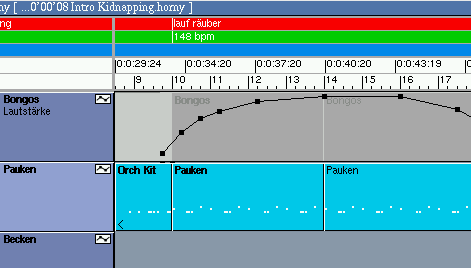 ny [ ...0'00'08 Intro Kidnapping.horny ]
ng lauf räuber
148 bpm
0:0:29:24 0:0:34:20 0:0:37:20 0:0:40:20 0:0:43:19 0
9 10 11 12 13 14 15 16 17
Bongos Bongos Bongos
Lautstärke
Pauken Orch Kit Pauken Pauken
Becken